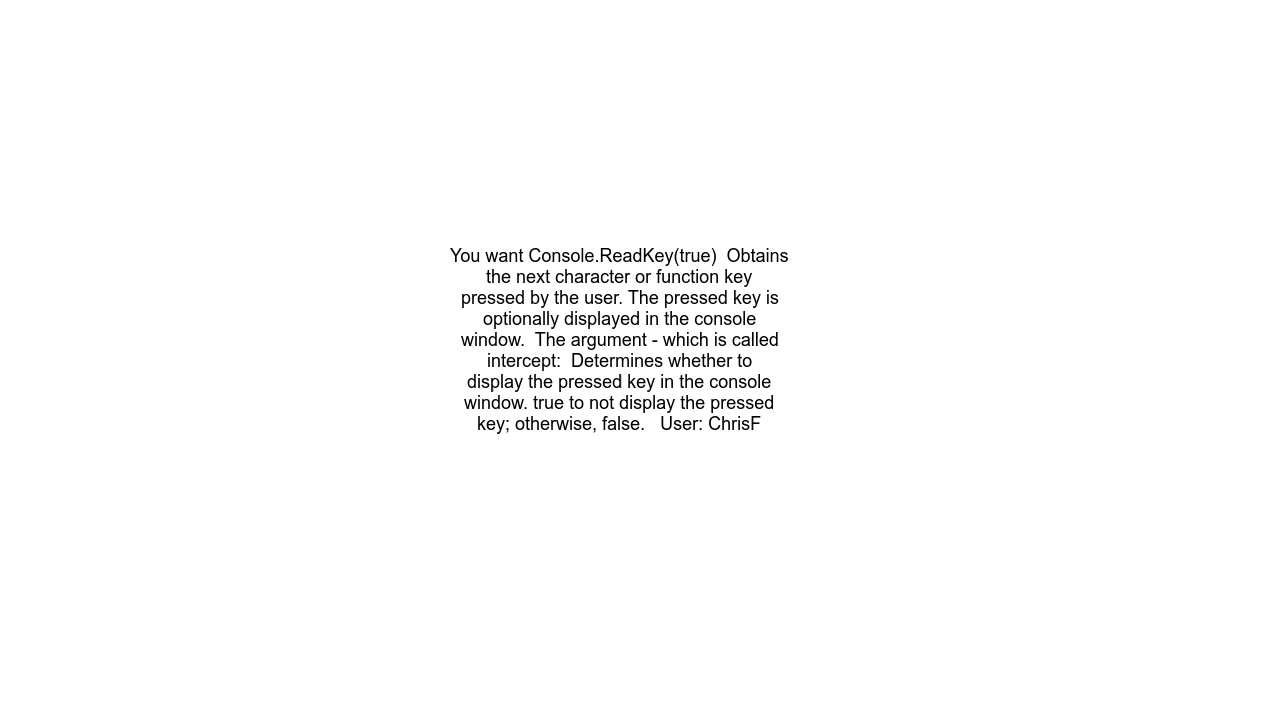 You want Console.ReadKey(true)  Obtains
the next character or function key
pressed by the user. The pressed key is
optionally displayed in the console
window.  The argument - which is called
intercept:  Determines whether to
display the pressed key in the console
window. true to not display the pressed
key; otherwise, false.   User: ChrisF